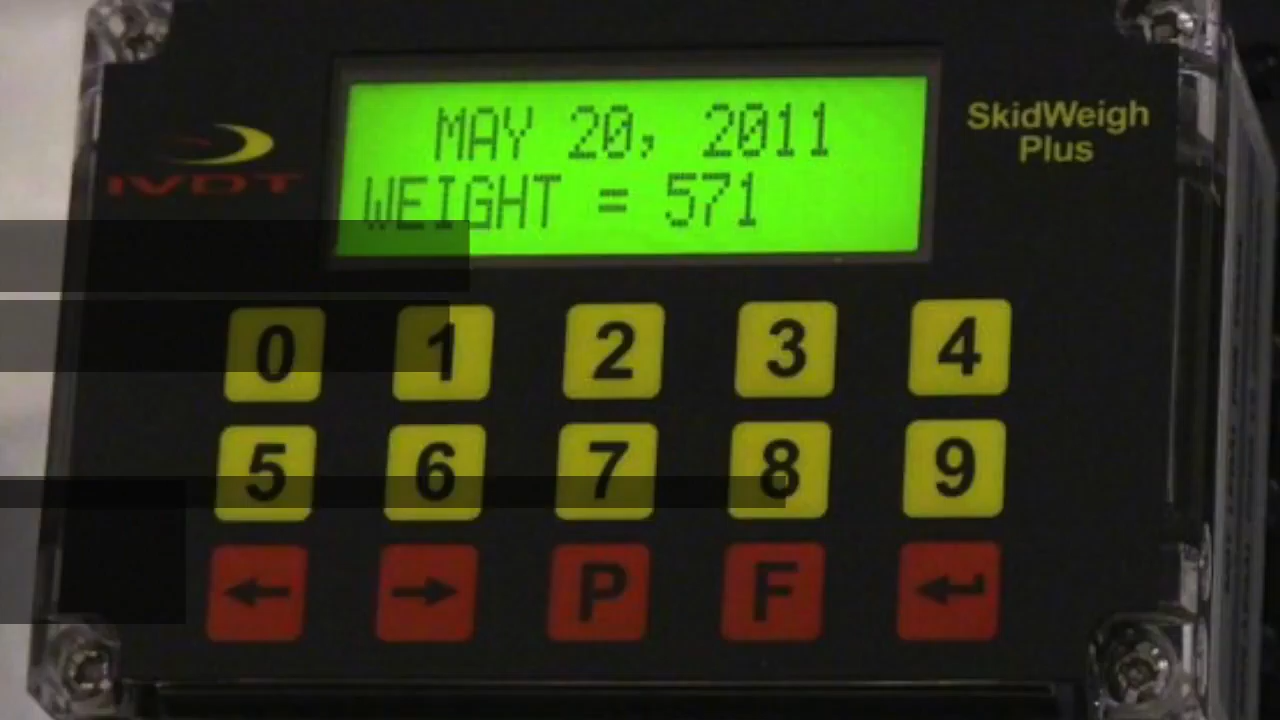 MAY 20, 2011
WEIGHT = 571
IVDT
SkidWeigh
Plus
0 1 2 3 4
5 6 7 8 9
← → P F ↵